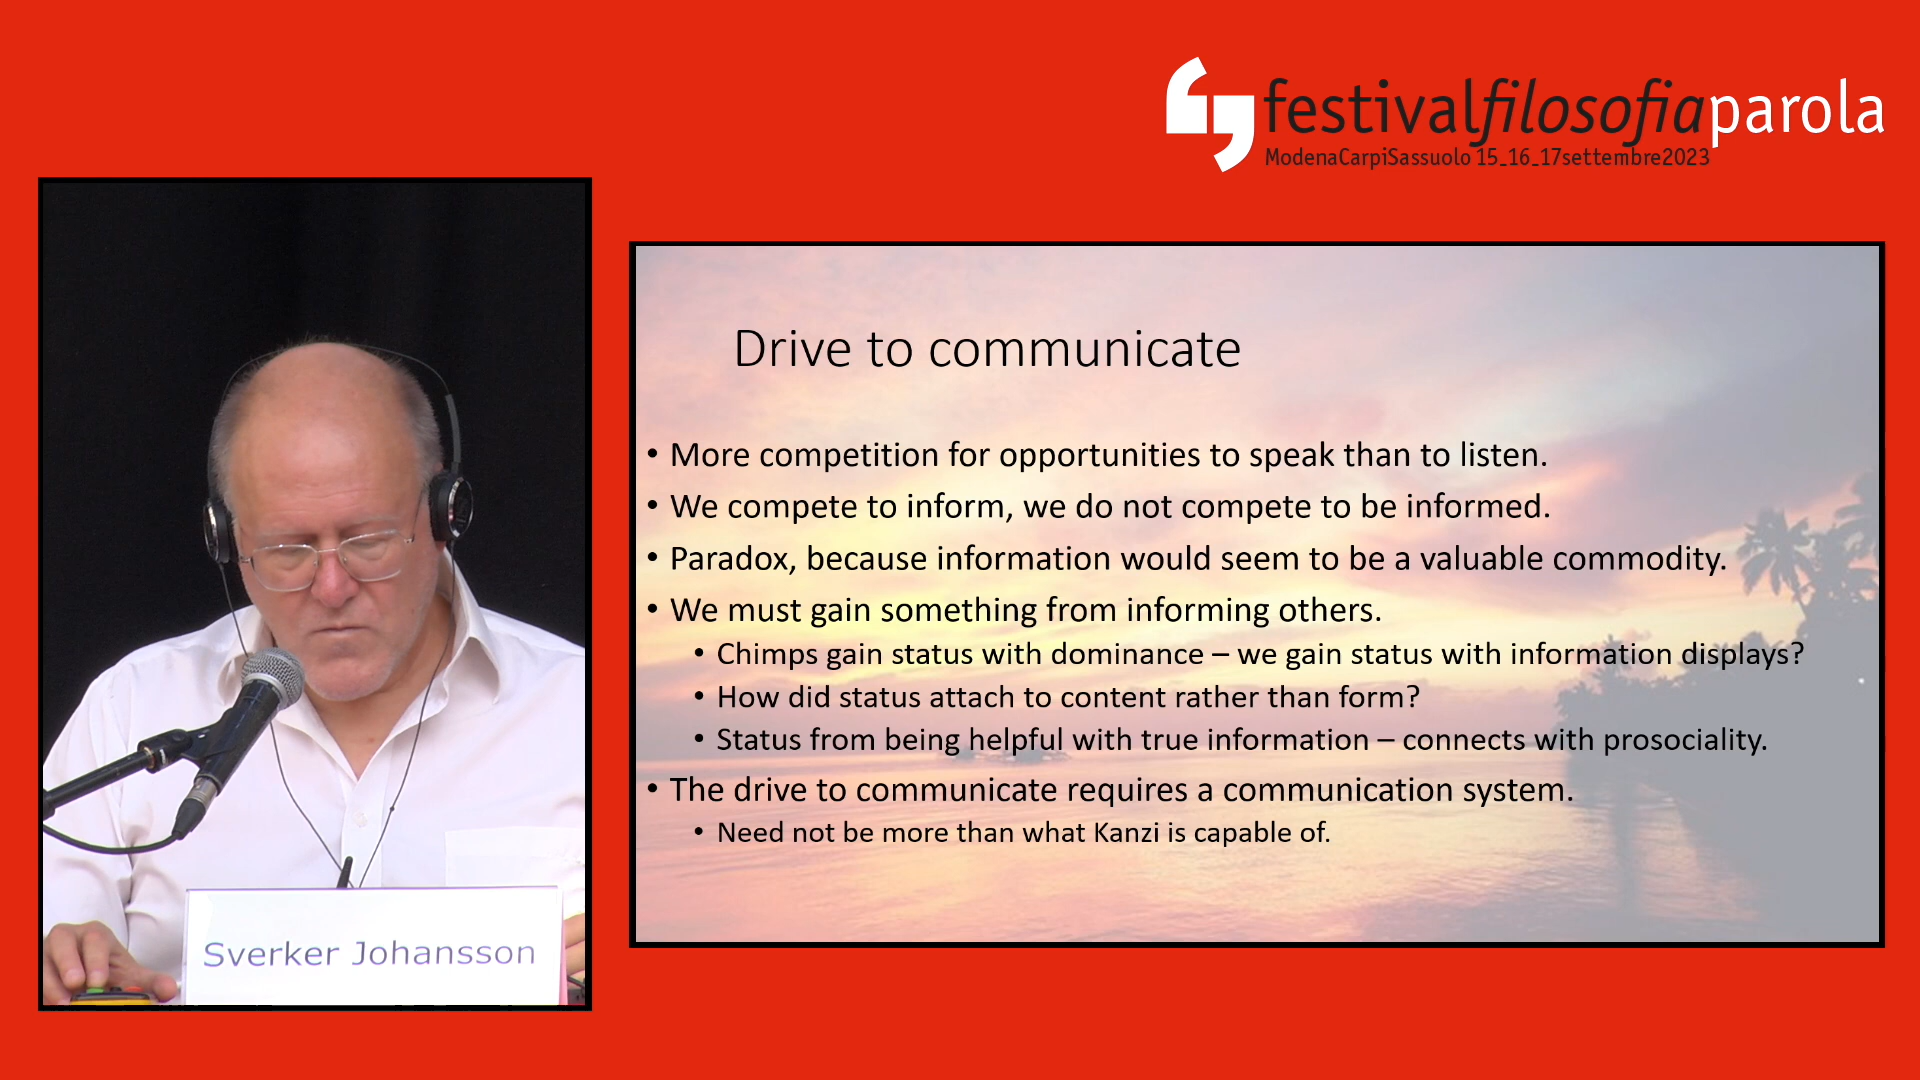 festivalfilosofiaparola
ModenaCarpiSassuolo 15_16_17settembre2023
Drive to communicate
• More competition for opportunities to speak than to listen.
• We compete to inform, we do not compete to be informed.
• Paradox, because information would seem to be a valuable commodity.
• We must gain something from informing others.
• Chimps gain status with dominance – we gain status with information displays?
• How did status attach to content rather than form?
• Status from being helpful with true information – connects with prosociality.
• The drive to communicate requires a communication system.
• Need not be more than what Kanzi is capable of.
Sverker Johansson